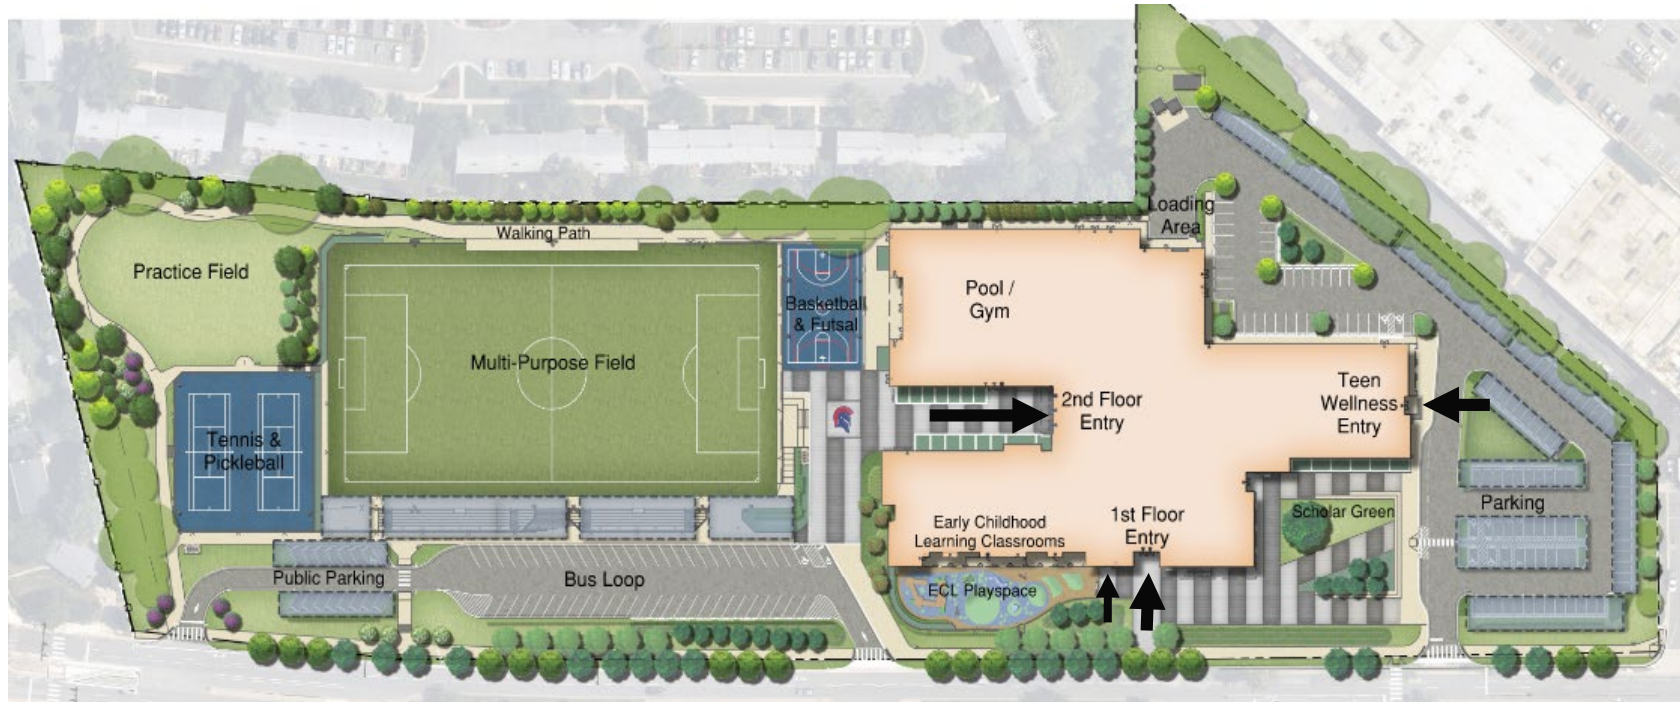 Loading
Area
Walking Path
Practice Field
Pool /
Gym
Basketball
& Futsal
Multi-Purpose Field
Teen
Wellness
Entry
2nd Floor
Entry
Tennis &
Pickleball
Parking
Scholar Green
1st Floor
Entry
Early Childhood
Learning Classrooms
Public Parking
Bus Loop
ECL Playspace